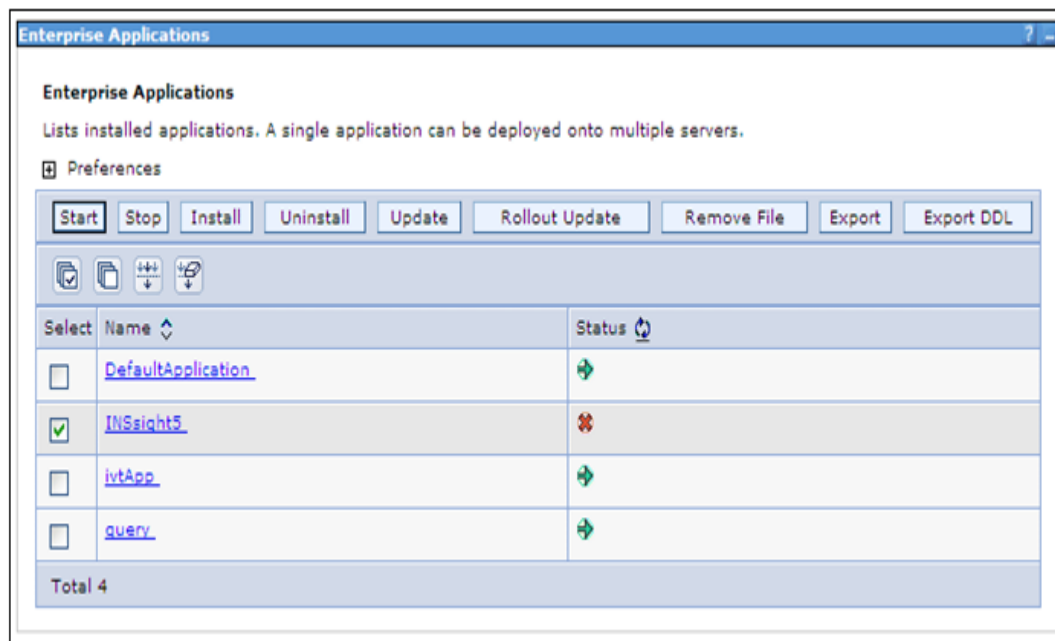 Enterprise Applications ? –
Enterprise Applications
Lists installed applications. A single application can be deployed onto multiple servers.
Preferences
Start Stop Install Uninstall Update Rollout Update Remove File Export Export DDL
Select Name Status
DefaultApplication
INSsight5
ivtApp
query
Total 4